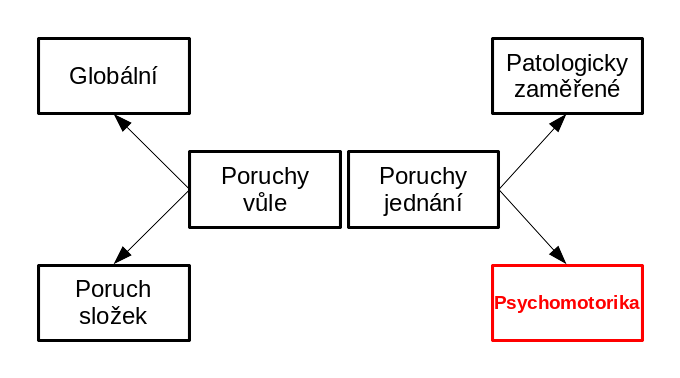 Globální
Patologicky
zaměřené
Poruchy
vůle
Poruchy
jednání
Poruch
složek
Psychomotorika